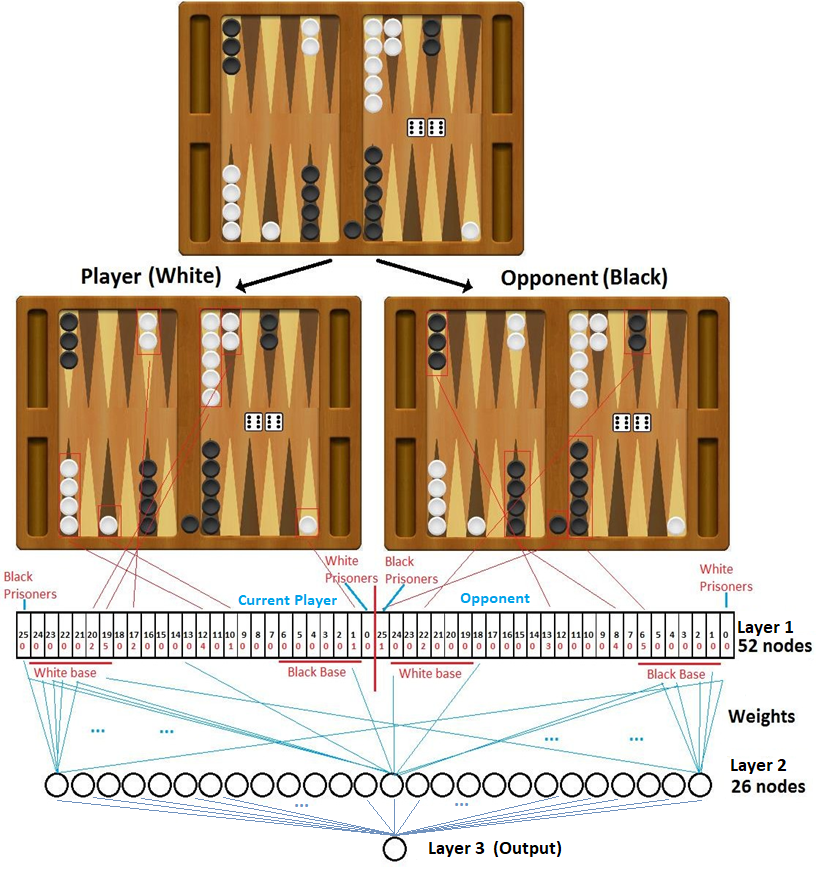 Player (White)
Opponent (Black)
Black
Prisoners
White
Prisoners
Black
Prisoners
White
Prisoners
Current Player
Opponent
25 24 23 22 21 20 19 18 17 16 15 14 13 12 11 10 9 8 7 6 5 4 3 2 1 0 25 24 23 22 21 20 19 18 17 16 15 14 13 12 11 10 9 8 7 6 5 4 3 2 1 0
0 0 0 0 0 2 5 0 2 0 0 0 0 4 0 1 0 0 0 0 0 0 0 0 1 0 1 0 0 2 0 0 0 0 0 0 0 0 3 0 0 0 0 4 0 5 0 0 0 0 0 0
Layer 1
52 nodes
White base
Black Base
White base
Black Base
...
...
...
...
Weights
Layer 2
26 nodes
...
...
Layer 3 (Output)